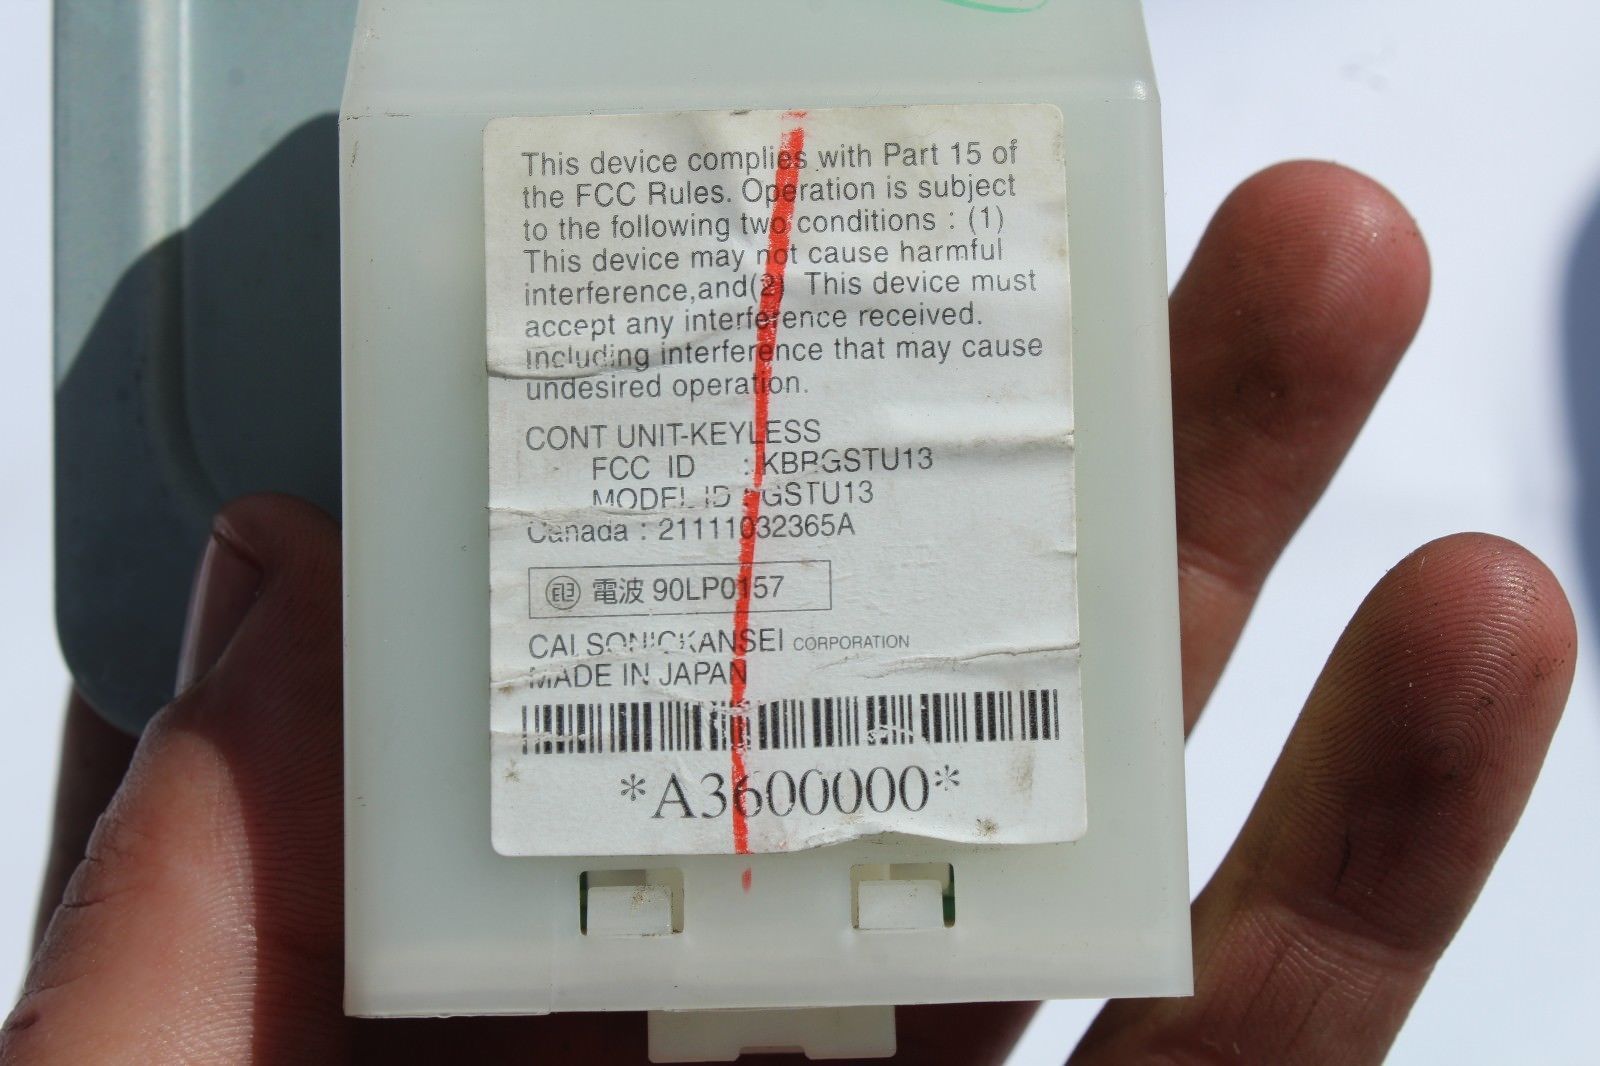 This device complies with Part 15 of
the FCC Rules. Operation is subject
to the following two conditions : (1)
This device may not cause harmful
interference,and(2) This device must
accept any interference received.
including interference that may cause
undesired operation.
CONT UNIT-KEYLESS
FCC ID : KBRGSTU13
MODEL ID : GSTU13
Canada : 21111032365A
電波 90LP0157
CALSONICKANSEI CORPORATION
MADE IN JAPAN
*A3600000*